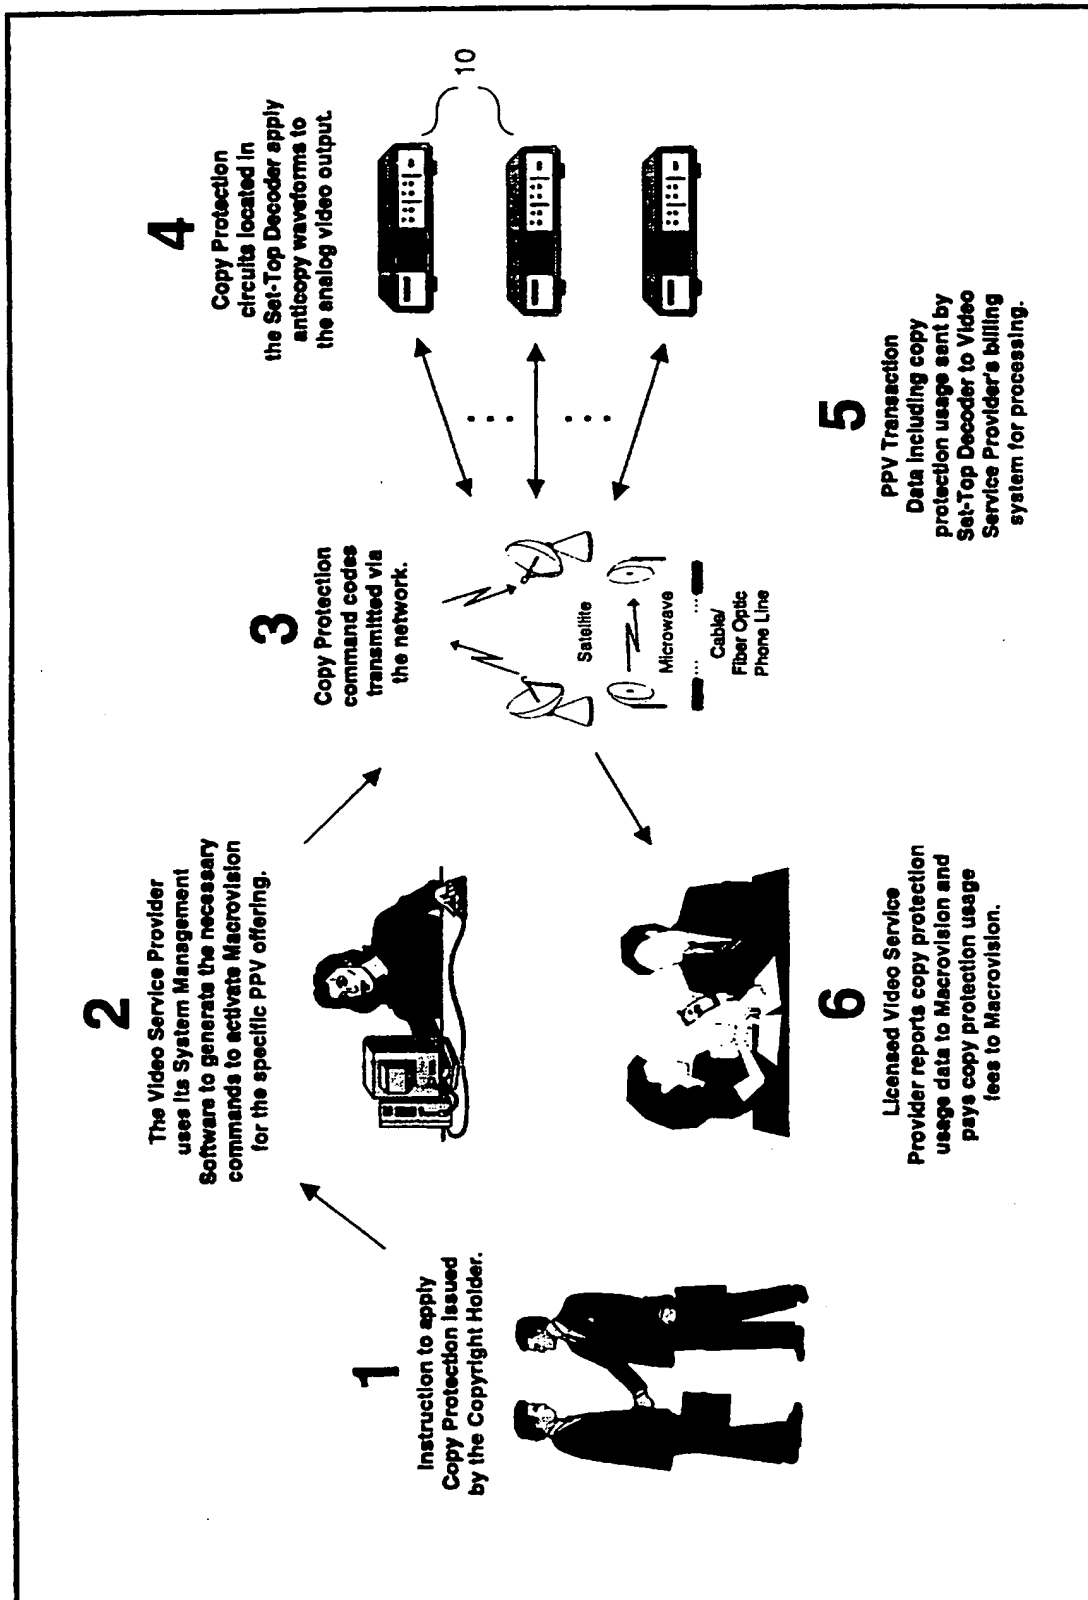 1
Instruction to apply
Copy Protection issued
by the Copyright Holder.
2
The Video Service Provider
uses its System Management
Software to generate the necessary
commands to activate Macrovision
for the specific PPV offering.
3
Copy Protection
command codes
transmitted via
the network.
Satellite
Microwave
Cable/
Fiber Optic
Phone Line
4
Copy Protection
circuits located in
the Set-Top Decoder apply
anticopy waveforms to
the analog video output.
10
5
PPV Transaction
Data including copy
protection usage sent by
Set-Top Decoder to Video
Service Provider's billing
system for processing.
6
Licensed Video Service
Provider reports copy protection
usage data to Macrovision and
pays copy protection usage
fees to Macrovision.